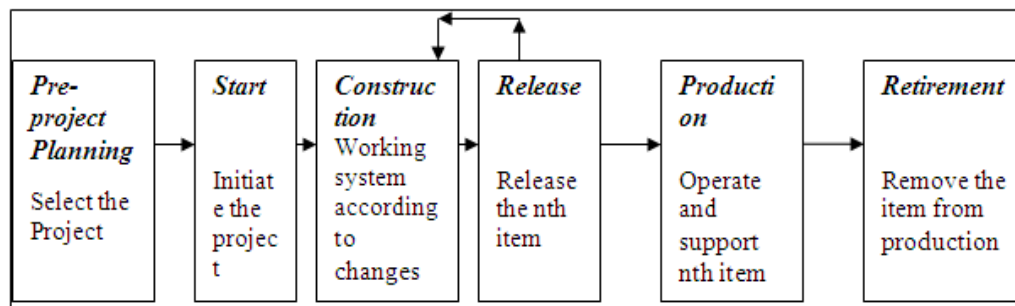 Pre-
project
Planning
Select the
Project
Start
Initiat
e the
projec
t
Construc
tion
Working
system
according
to
changes
Release
Release
the nth
item
Producti
on
Operate
and
support
nth item
Retirement
Remove the
item from
production